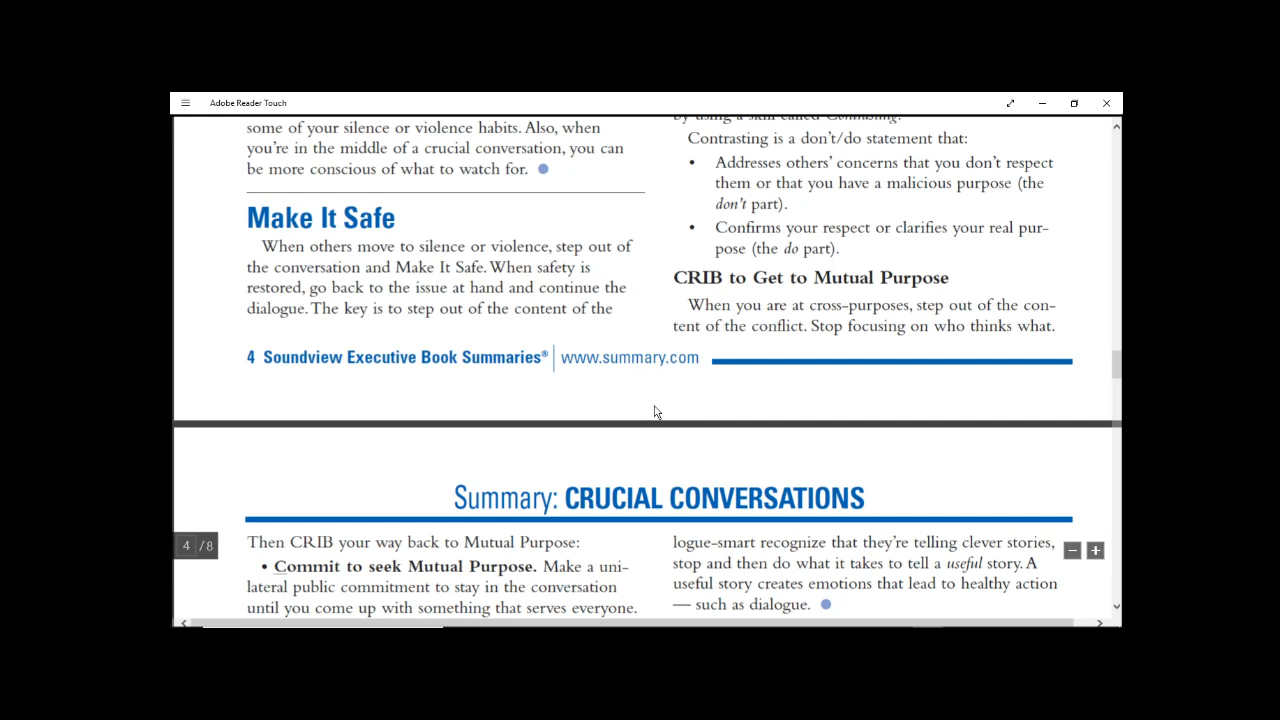 Adobe Reader Touch
some of your silence or violence habits. Also, when
you're in the middle of a crucial conversation, you can
be more conscious of what to watch for.
Make It Safe
When others move to silence or violence, step out of
the conversation and Make It Safe. When safety is
restored, go back to the issue at hand and continue the
dialogue. The key is to step out of the content of the
by using a skill called Contrasting.
Contrasting is a don't/do statement that:
• Addresses others' concerns that you don't respect
them or that you have a malicious purpose (the
don't part).
• Confirms your respect or clarifies your real pur-
pose (the do part).
CRIB to Get to Mutual Purpose
When you are at cross-purposes, step out of the con-
tent of the conflict. Stop focusing on who thinks what.
4 Soundview Executive Book Summaries® | www.summary.com
Summary: CRUCIAL CONVERSATIONS
4 /8
Then CRIB your way back to Mutual Purpose:
• Commit to seek Mutual Purpose. Make a uni-
lateral public commitment to stay in the conversation
until you come up with something that serves everyone.
logue-smart recognize that they're telling clever stories,
stop and then do what it takes to tell a useful story. A
useful story creates emotions that lead to healthy action
— such as dialogue.